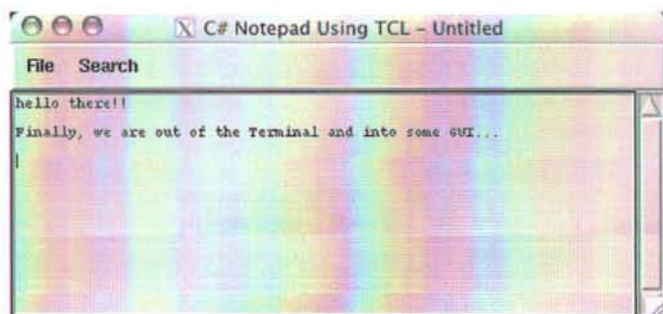 C# Notepad Using TCL – Untitled
File Search
hello there!!
Finally, we are out of the Terminal and into some GUI...